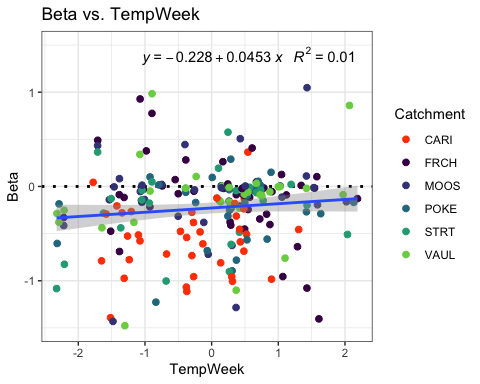 Beta vs. TempWeek
y = −0.228 + 0.0453 x R² = 0.01
1
0
-1
Beta
-2 -1 0 1 2
TempWeek
Catchment
CARI
FRCH
MOOS
POKE
STRT
VAUL